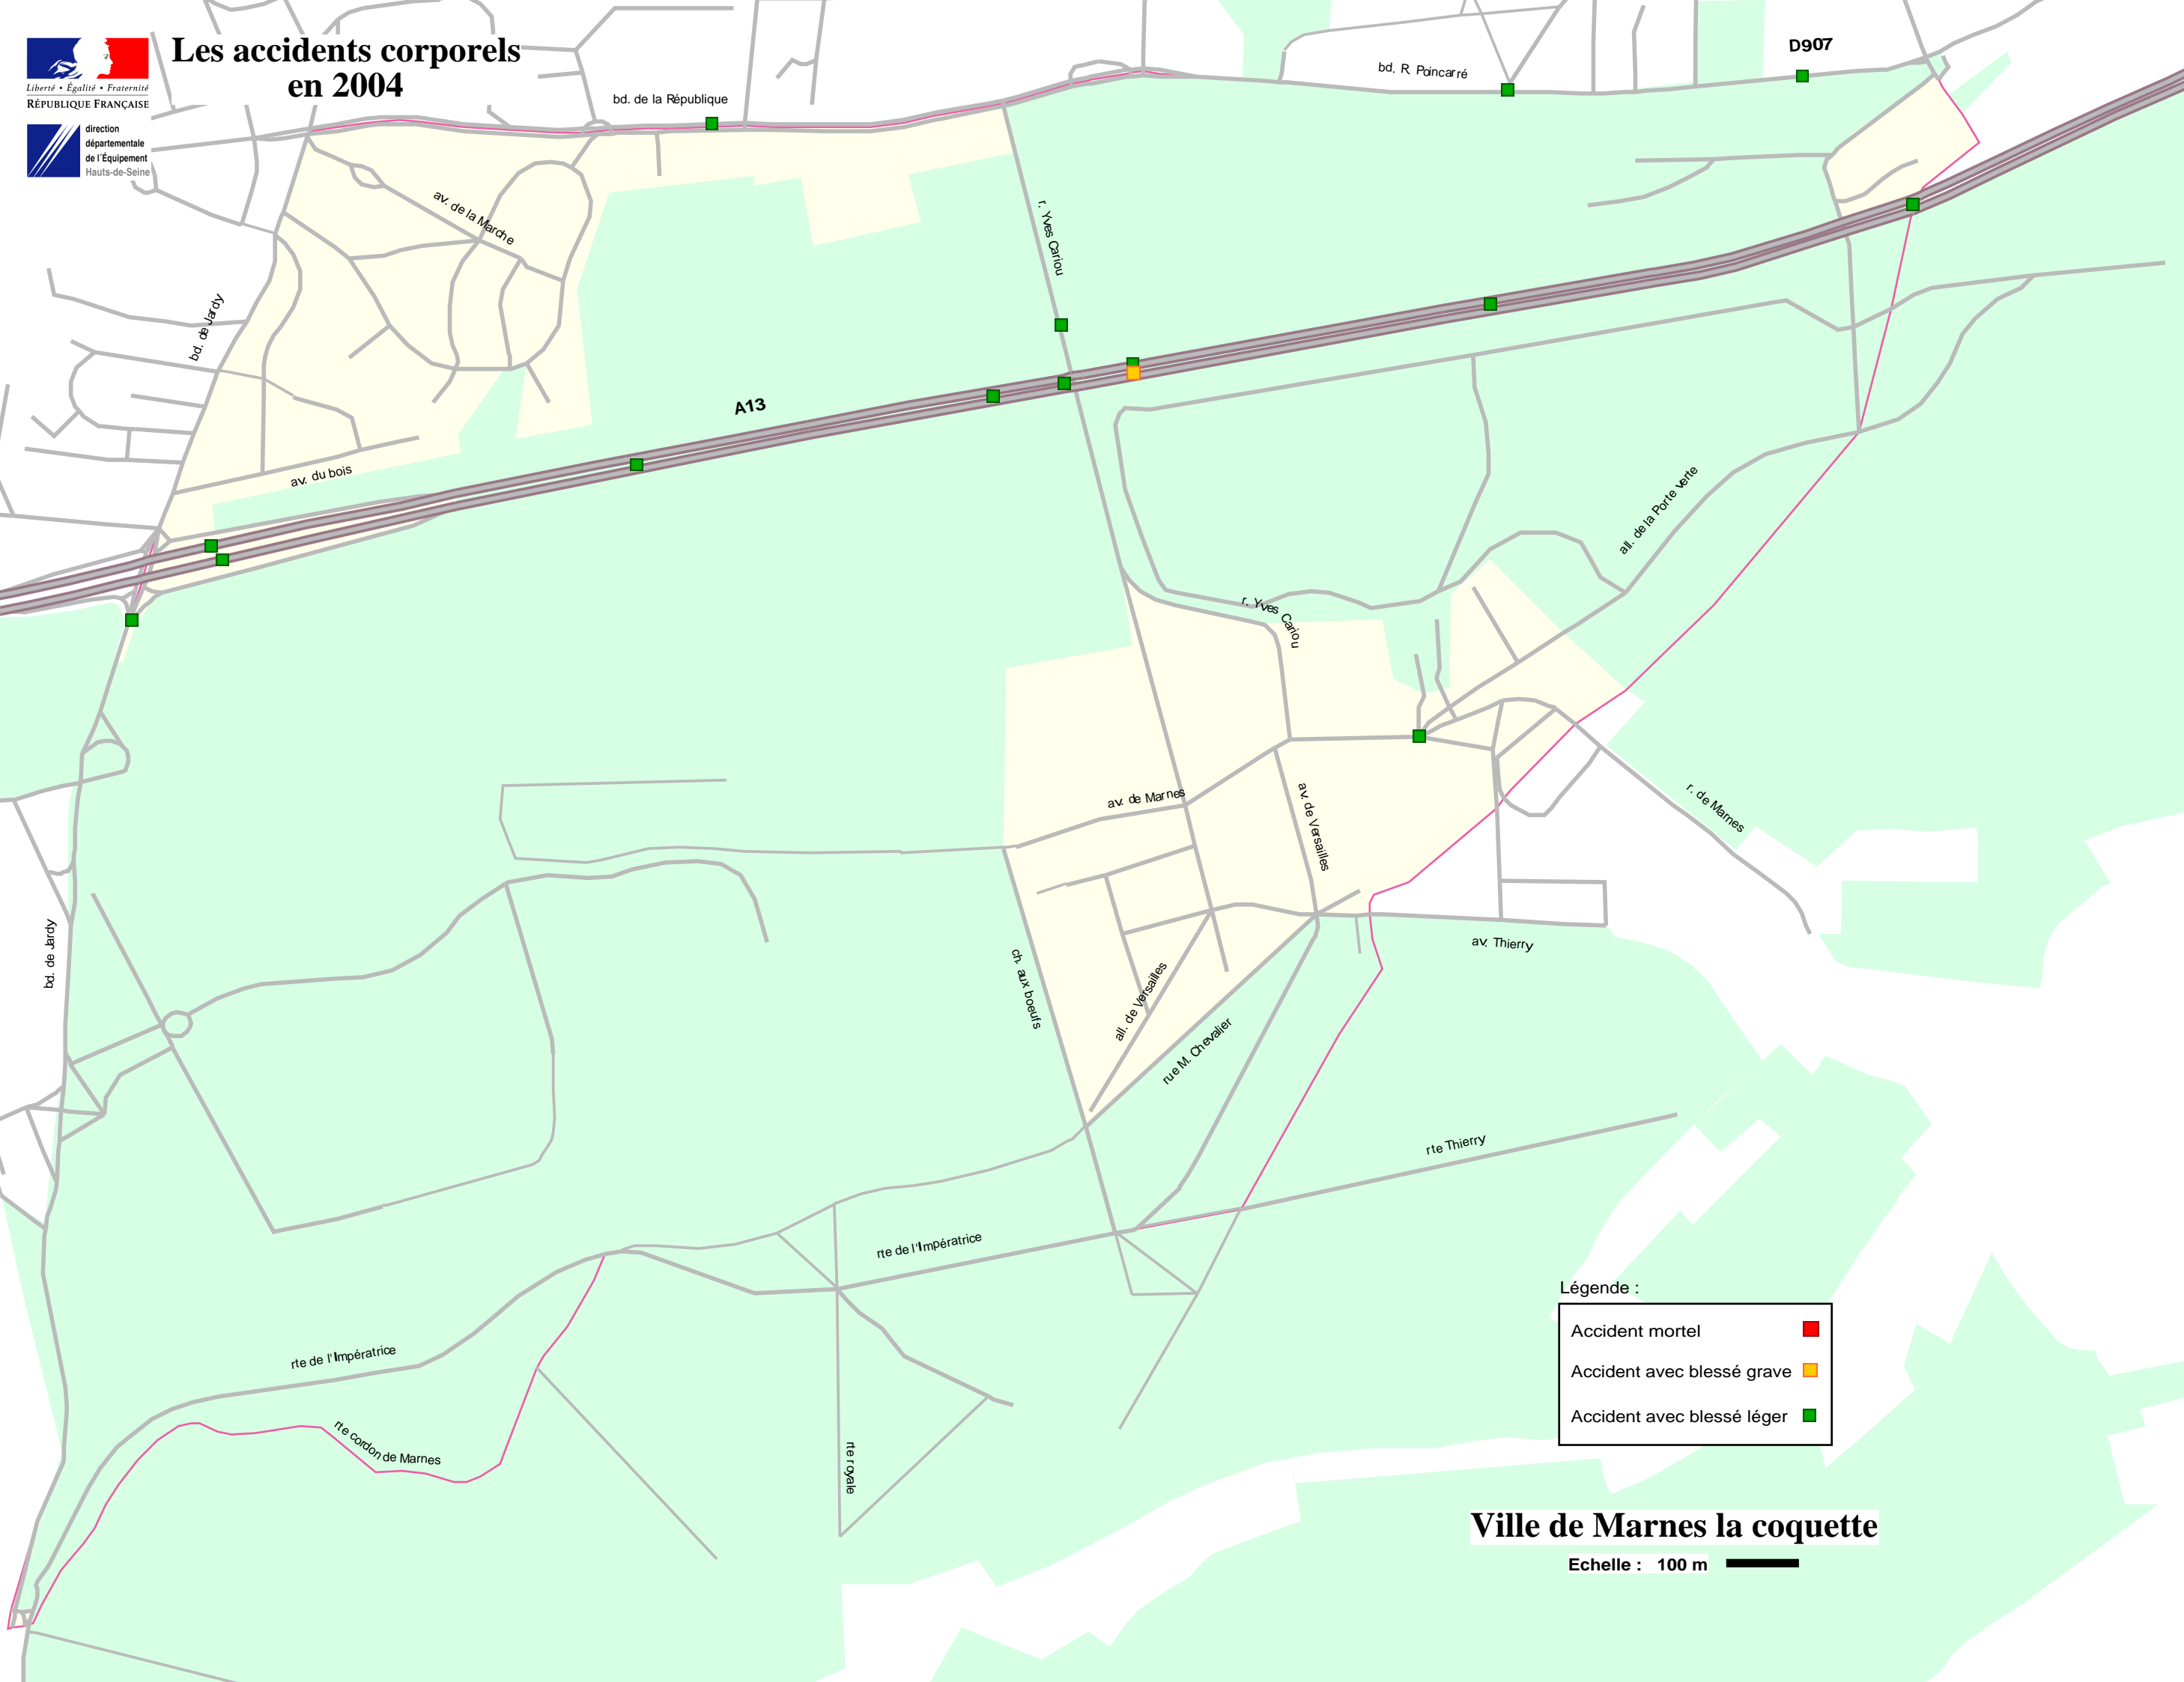 Les accidents corporels
en 2004
Liberté • Égalité • Fraternité
RÉPUBLIQUE FRANÇAISE
direction
départementale
de l'Équipement
Hauts-de-Seine
D907
bd. R. Poincarré
bd. de la République
av. de la Marche
r. Yves Cariou
bd. de Jardy
A13
av. du bois
all. de la Porte verte
r. Yves Cariou
av. de Marnes
av. de Versailles
r. de Marnes
bd. de Jardy
av. Thierry
ch. aux boeufs
all. de Versailles
rue M. Chevalier
rte Thierry
rte de l'Impératrice
rte de l'Impératrice
rte cordon de Marnes
rte royale
Légende :
Accident mortel
Accident avec blessé grave
Accident avec blessé léger
Ville de Marnes la coquette
Echelle : 100 m